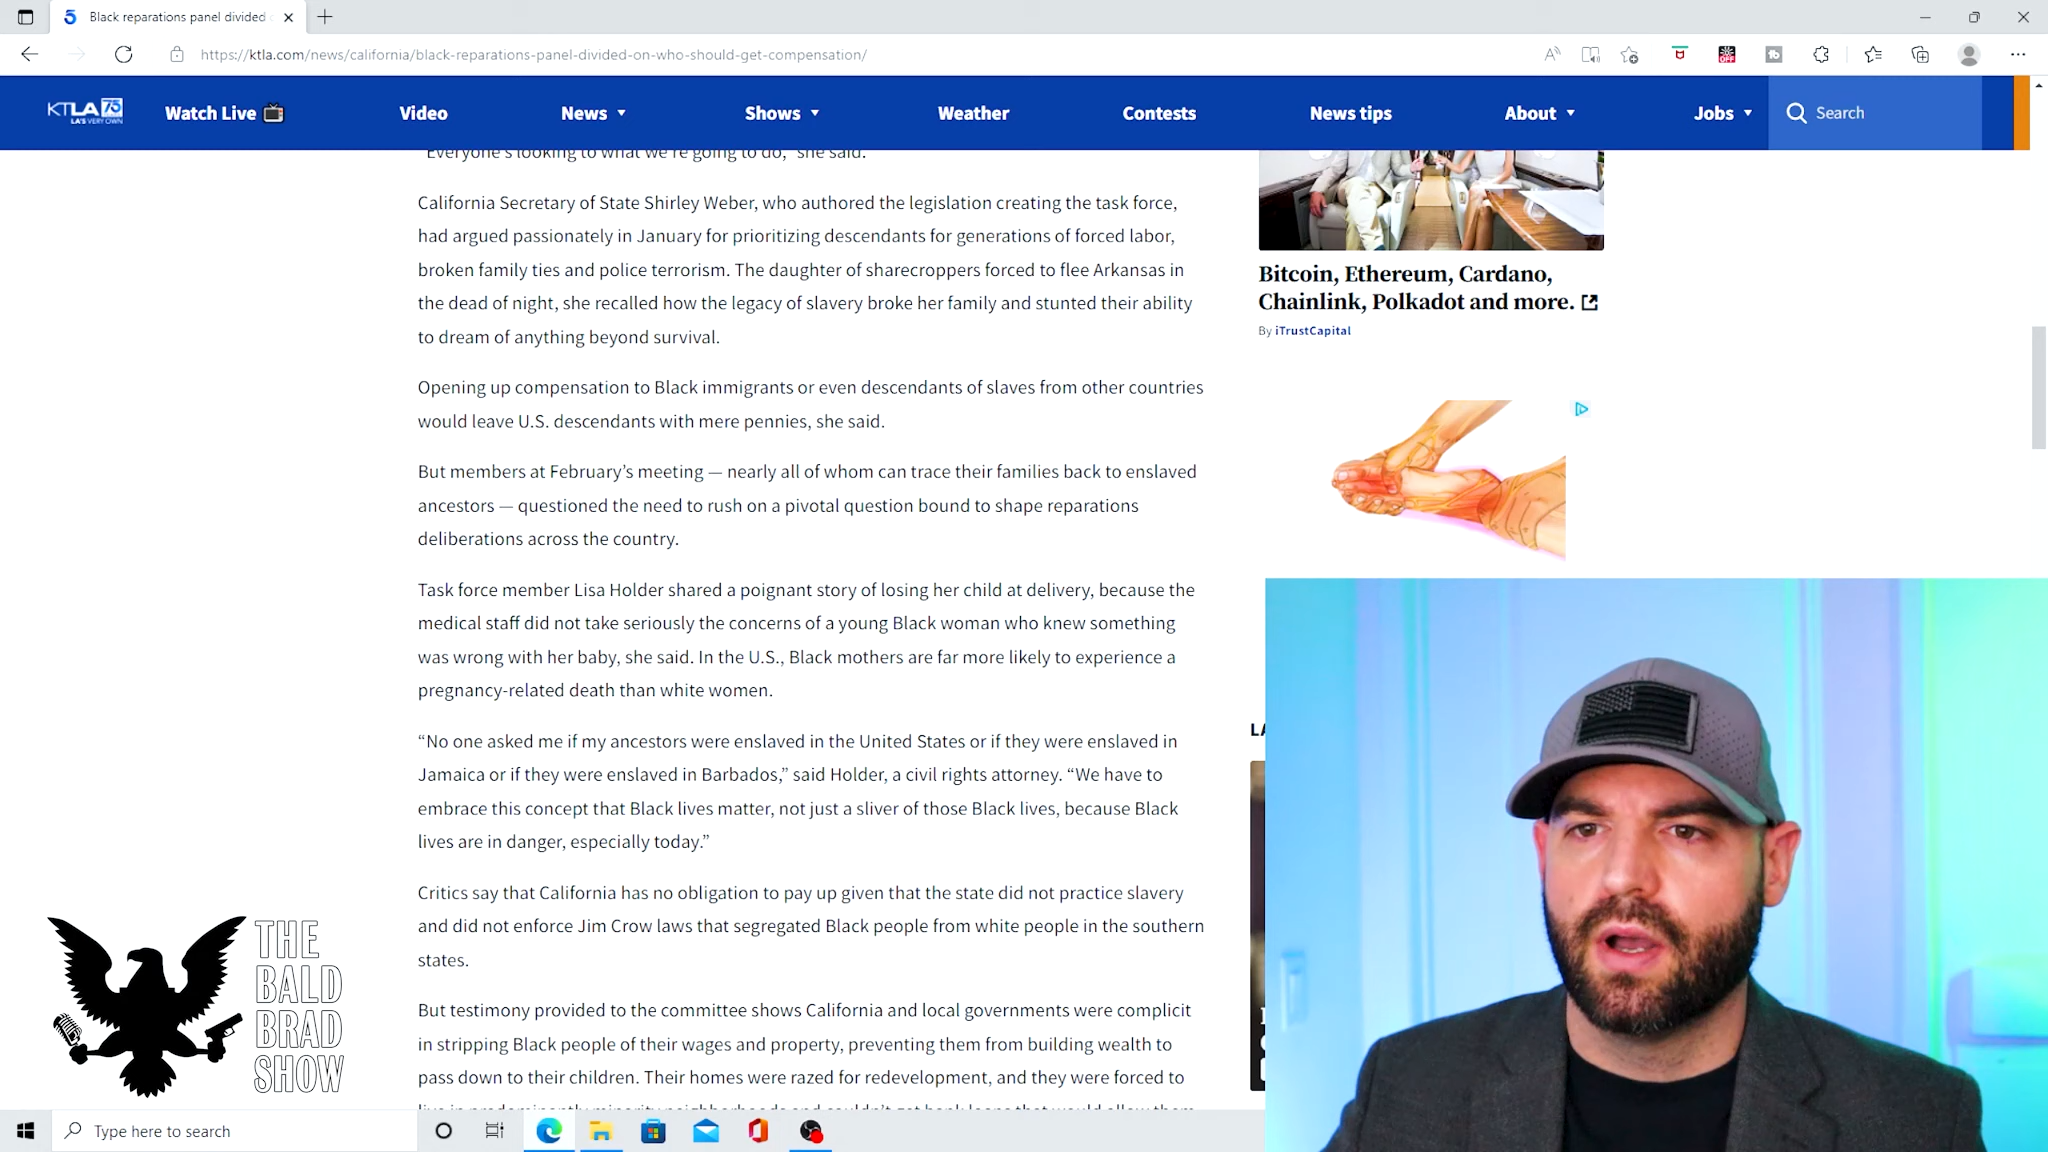 Black reparations panel divided
https://ktla.com/news/california/black-reparations-panel-divided-on-who-should-get-compensation/
KTLA 75
LA'S VERY OWN
Watch Live
Video
News
Shows
Weather
Contests
News tips
About
Jobs
Search
"Everyone's looking to what we're going to do," she said.
California Secretary of State Shirley Weber, who authored the legislation creating the task force,
had argued passionately in January for prioritizing descendants for generations of forced labor,
broken family ties and police terrorism. The daughter of sharecroppers forced to flee Arkansas in
the dead of night, she recalled how the legacy of slavery broke her family and stunted their ability
to dream of anything beyond survival.
Opening up compensation to Black immigrants or even descendants of slaves from other countries
would leave U.S. descendants with mere pennies, she said.
But members at February’s meeting — nearly all of whom can trace their families back to enslaved
ancestors — questioned the need to rush on a pivotal question bound to shape reparations
deliberations across the country.
Task force member Lisa Holder shared a poignant story of losing her child at delivery, because the
medical staff did not take seriously the concerns of a young Black woman who knew something
was wrong with her baby, she said. In the U.S., Black mothers are far more likely to experience a
pregnancy-related death than white women.
“No one asked me if my ancestors were enslaved in the United States or if they were enslaved in
Jamaica or if they were enslaved in Barbados,” said Holder, a civil rights attorney. “We have to
embrace this concept that Black lives matter, not just a sliver of those Black lives, because Black
lives are in danger, especially today.”
Critics say that California has no obligation to pay up given that the state did not practice slavery
and did not enforce Jim Crow laws that segregated Black people from white people in the southern
states.
But testimony provided to the committee shows California and local governments were complicit
in stripping Black people of their wages and property, preventing them from building wealth to
pass down to their children. Their homes were razed for redevelopment, and they were forced to
Bitcoin, Ethereum, Cardano,
Chainlink, Polkadot and more.
By iTrustCapital
THE
BALD
BRAD
SHOW
Type here to search